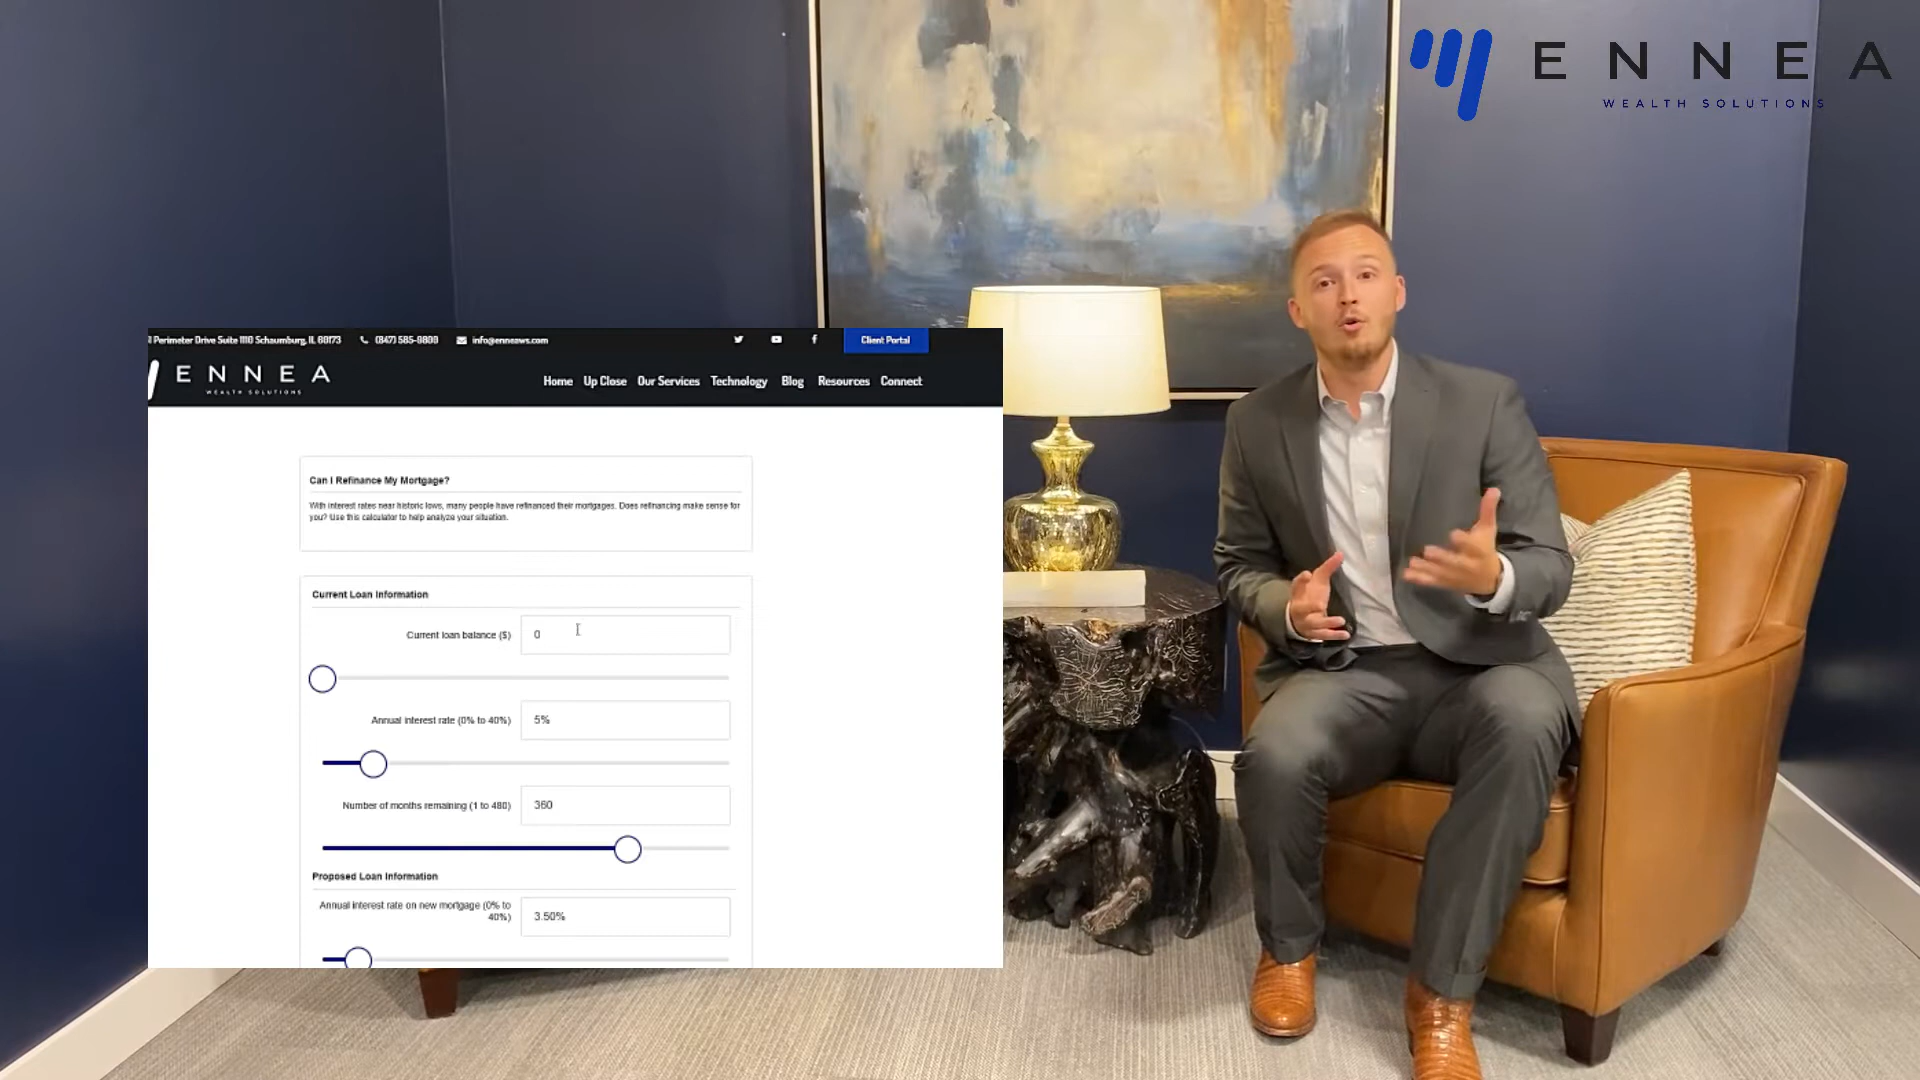 ENNEA
WEALTH SOLUTIONS
Perimeter Drive Suite 1110 Schaumburg, IL 60173 (847) 585-9800 info@enneaws.com Client Portal
ENNEA
WEALTH SOLUTIONS
Home Up Close Our Services Technology Blog Resources Connect
Can I Refinance My Mortgage?
With interest rates near historic lows, many people have refinanced their mortgages. Does refinancing make sense for
you? Use this calculator to help analyze your situation.
Current Loan Information
Current loan balance ($) 0
Annual interest rate (0% to 40%) 5%
Number of months remaining (1 to 480) 360
Proposed Loan Information
Annual interest rate on new mortgage (0% to
40%) 3.50%